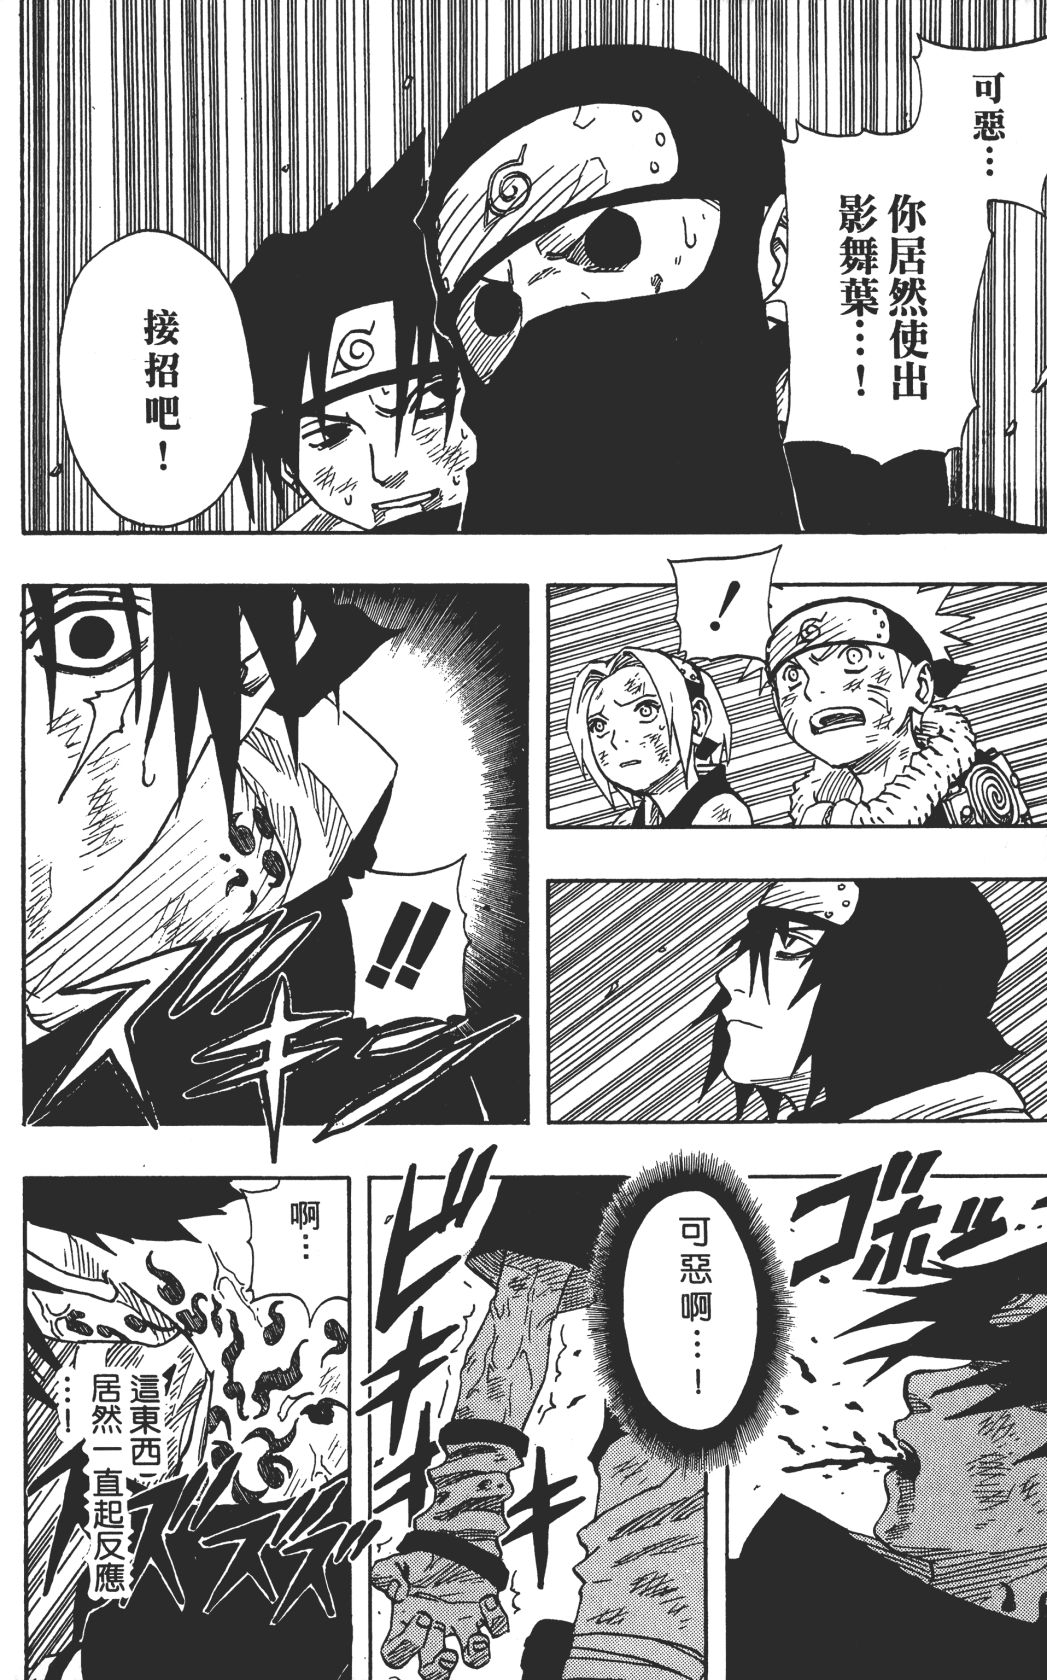 可惡…
你居然使出
影舞葉…！
接招吧！
！
!!
ズズキーン
ゴホッ
可惡啊…！
ビキキ
啊…
這東西
居然一直起反應
…！
ズズズ